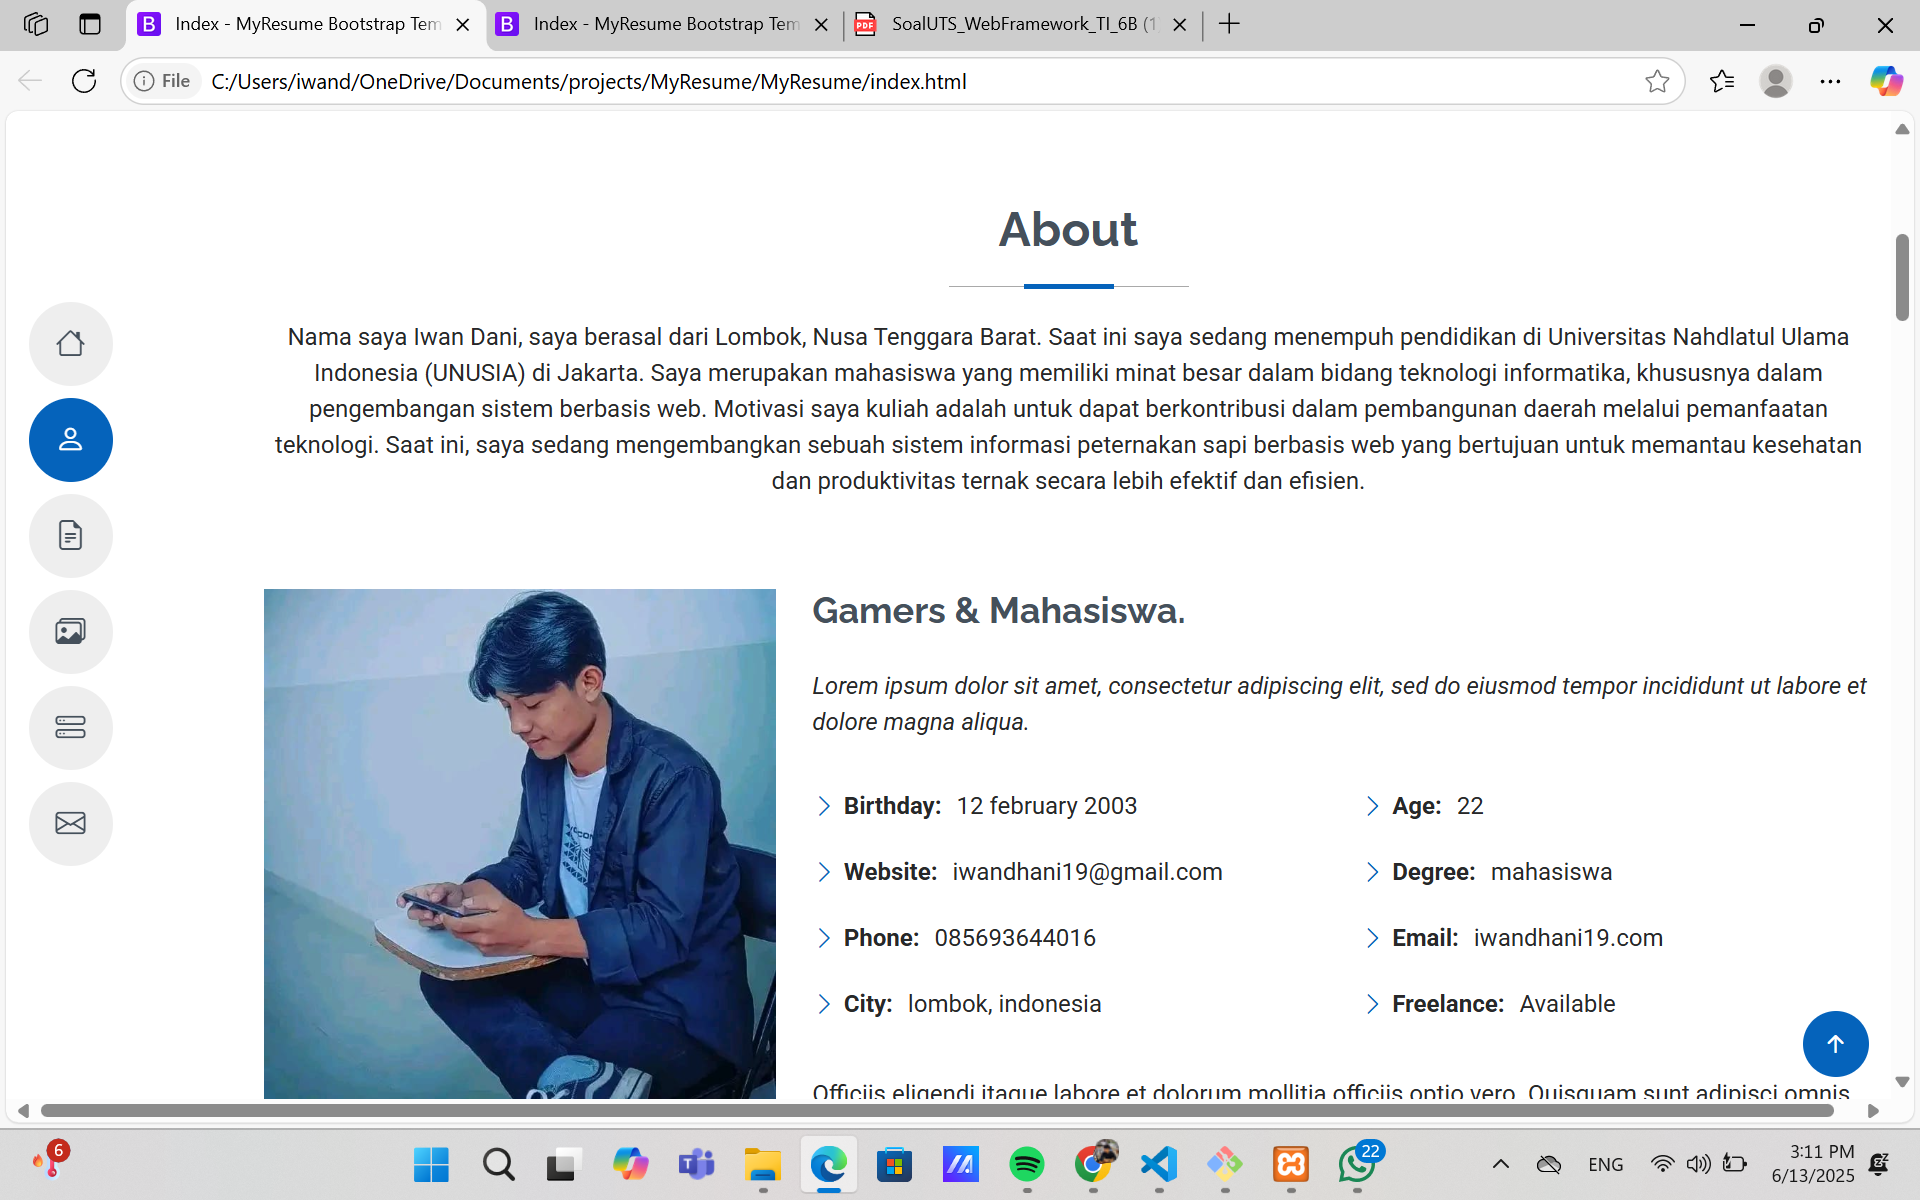 Index - MyResume Bootstrap Tem
Index - MyResume Bootstrap Tem
SoalUTS_WebFramework_TI_6B (1
File
C:/Users/iwand/OneDrive/Documents/projects/MyResume/MyResume/index.html
About
Nama saya Iwan Dani, saya berasal dari Lombok, Nusa Tenggara Barat. Saat ini saya sedang menempuh pendidikan di Universitas Nahdlatul Ulama
Indonesia (UNUSIA) di Jakarta. Saya merupakan mahasiswa yang memiliki minat besar dalam bidang teknologi informatika, khususnya dalam
pengembangan sistem berbasis web. Motivasi saya kuliah adalah untuk dapat berkontribusi dalam pembangunan daerah melalui pemanfaatan
teknologi. Saat ini, saya sedang mengembangkan sebuah sistem informasi peternakan sapi berbasis web yang bertujuan untuk memantau kesehatan
dan produktivitas ternak secara lebih efektif dan efisien.
Gamers & Mahasiswa.
Lorem ipsum dolor sit amet, consectetur adipiscing elit, sed do eiusmod tempor incididunt ut labore et
dolore magna aliqua.
Birthday: 12 february 2003
Age: 22
Website: iwandhani19@gmail.com
Degree: mahasiswa
Phone: 085693644016
Email: iwandhani19.com
City: lombok, indonesia
Freelance: Available
Officiis eligendi itaque labore et dolorum mollitia officiis optio vero. Quisquam sunt adipisci omnis
6
22
ENG
3:11 PM
6/13/2025